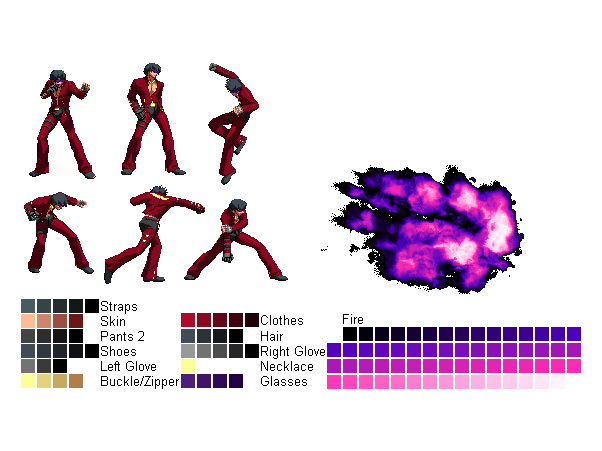 Fire
Straps
Skin
Pants 2
Shoes
Left Glove
Buckle/Zipper
Clothes
Hair
Right Glove
Necklace
Glasses